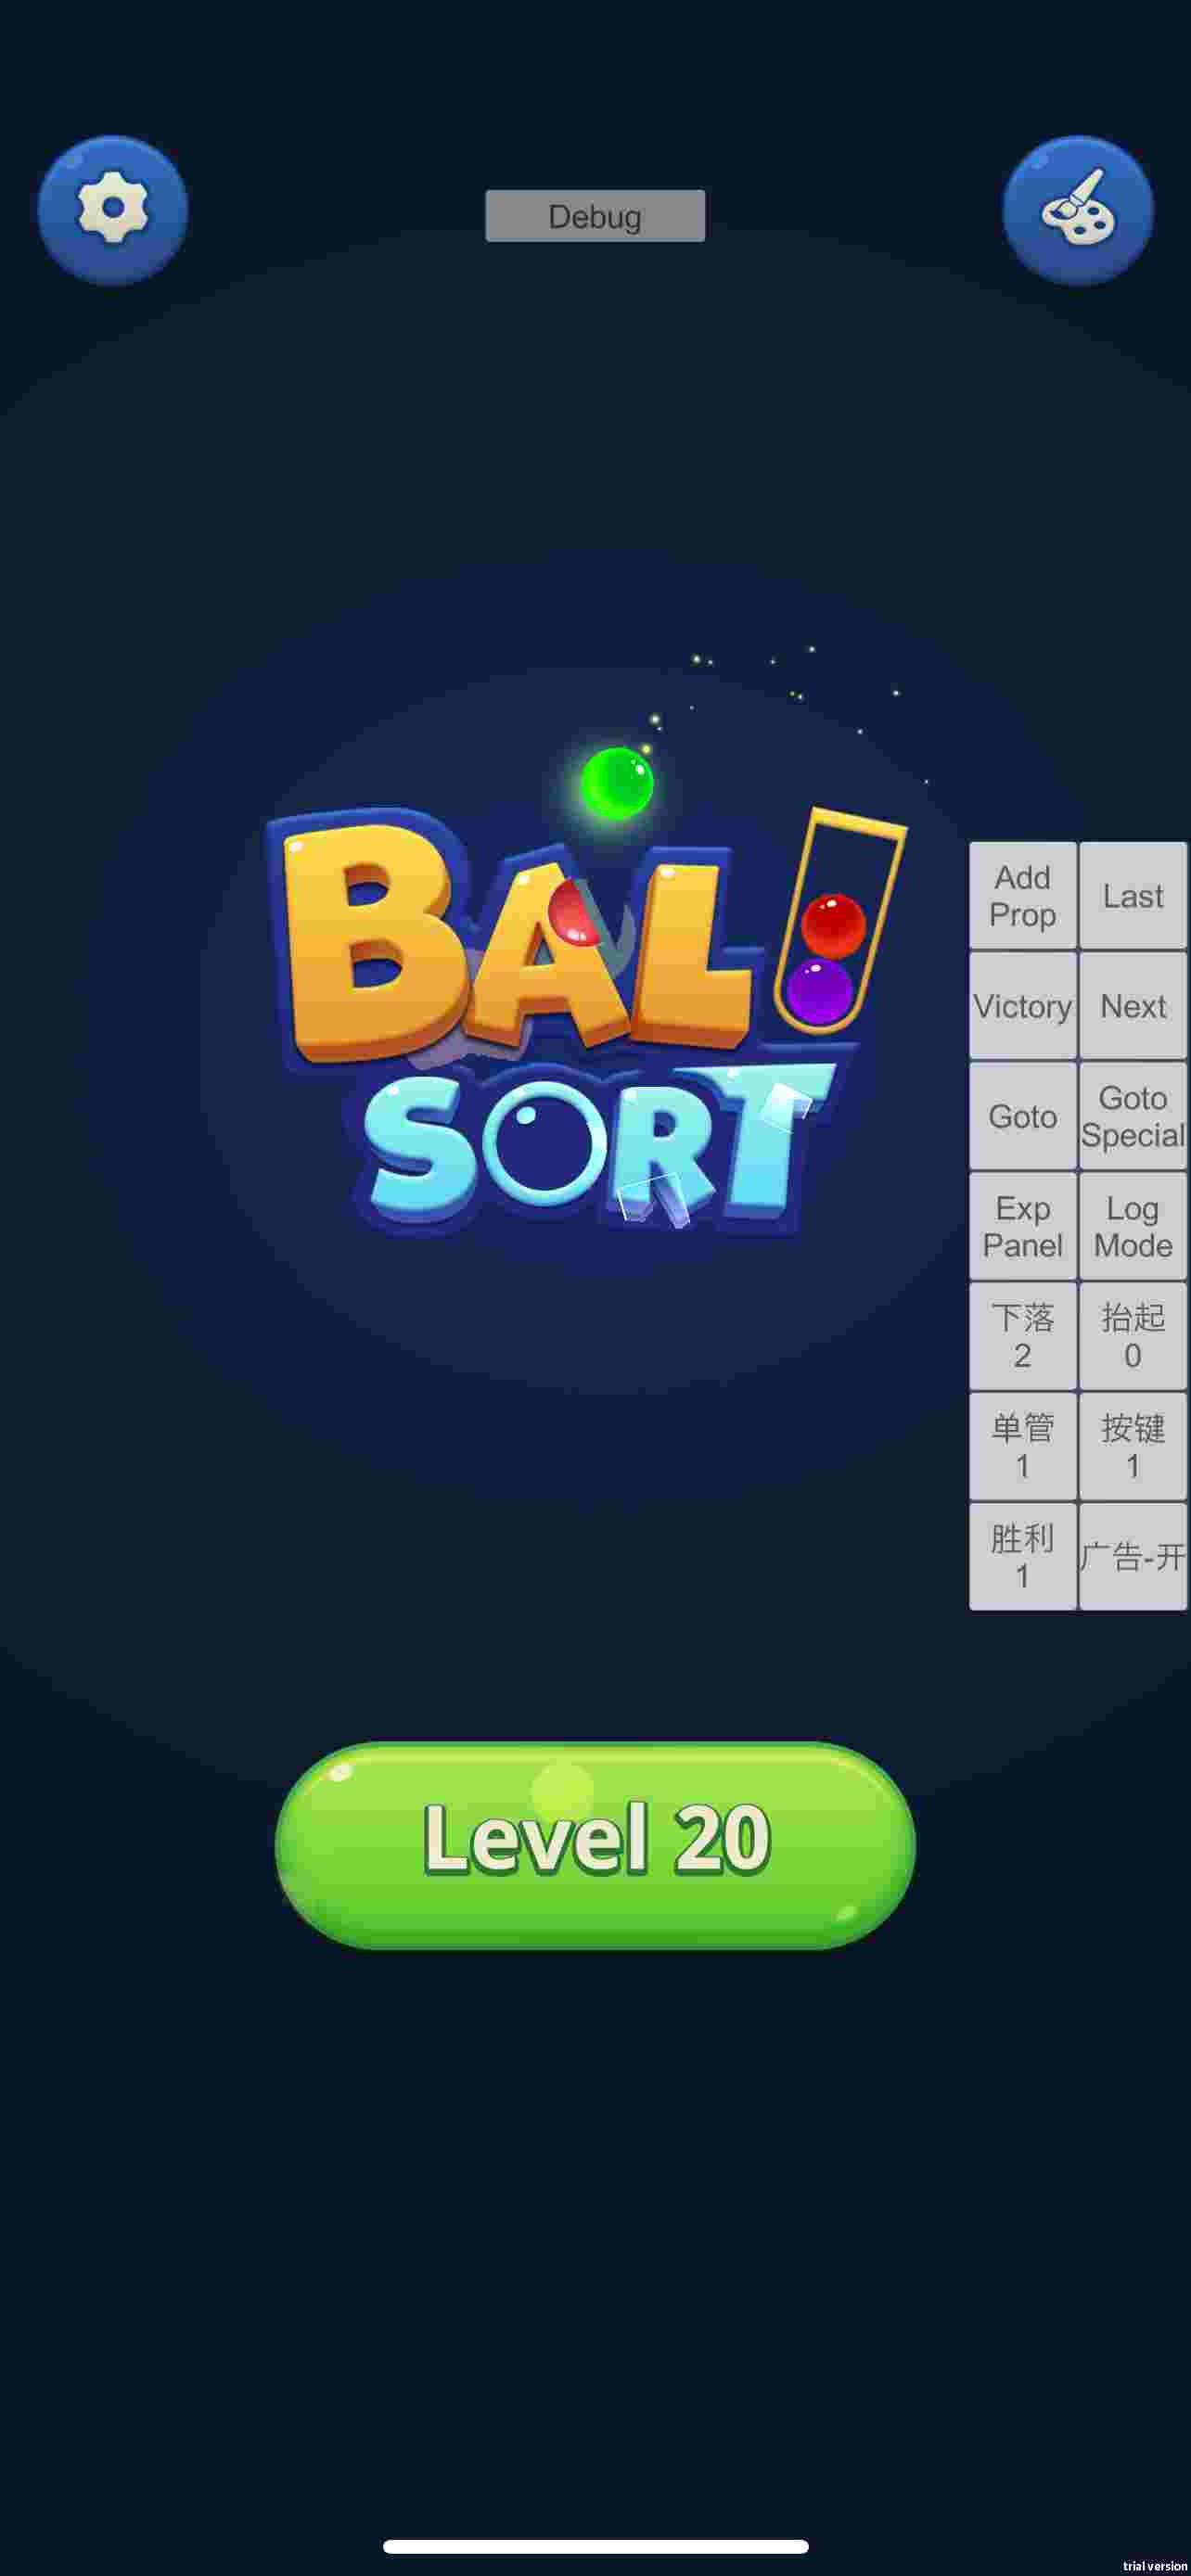 Debug
BALL
SORT
Add
Prop
Last
Victory
Next
Goto
Goto
Special
Exp
Panel
Log
Mode
下落
2
抬起
0
单管
1
按键
1
胜利
1
广告-开
Level 20
trial version